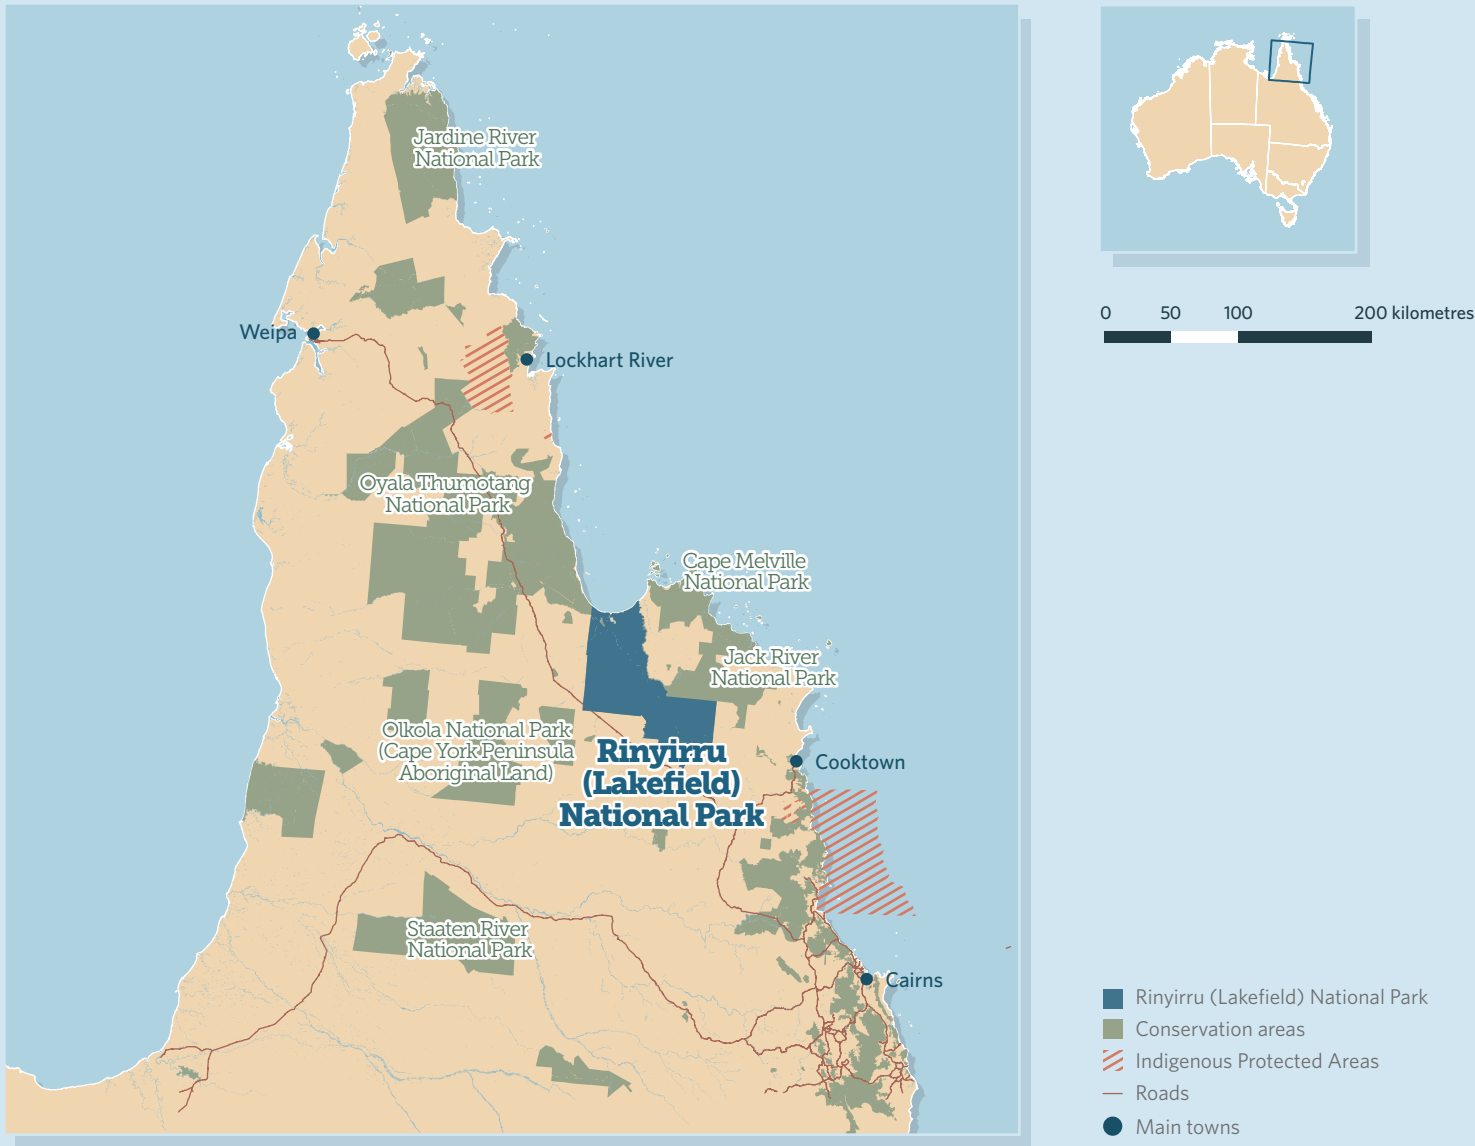 Jardine River
National Park
Weipa
Lockhart River
Oyala Thumotang
National Park
Cape Melville
National Park
Jack River
National Park
Olkola National Park
(Cape York Peninsula
Aboriginal Land)
Rinyirru
(Lakefield)
National Park
Cooktown
Staaten River
National Park
Cairns
0 50 100 200 kilometres
Rinyirru (Lakefield) National Park
Conservation areas
Indigenous Protected Areas
Roads
Main towns